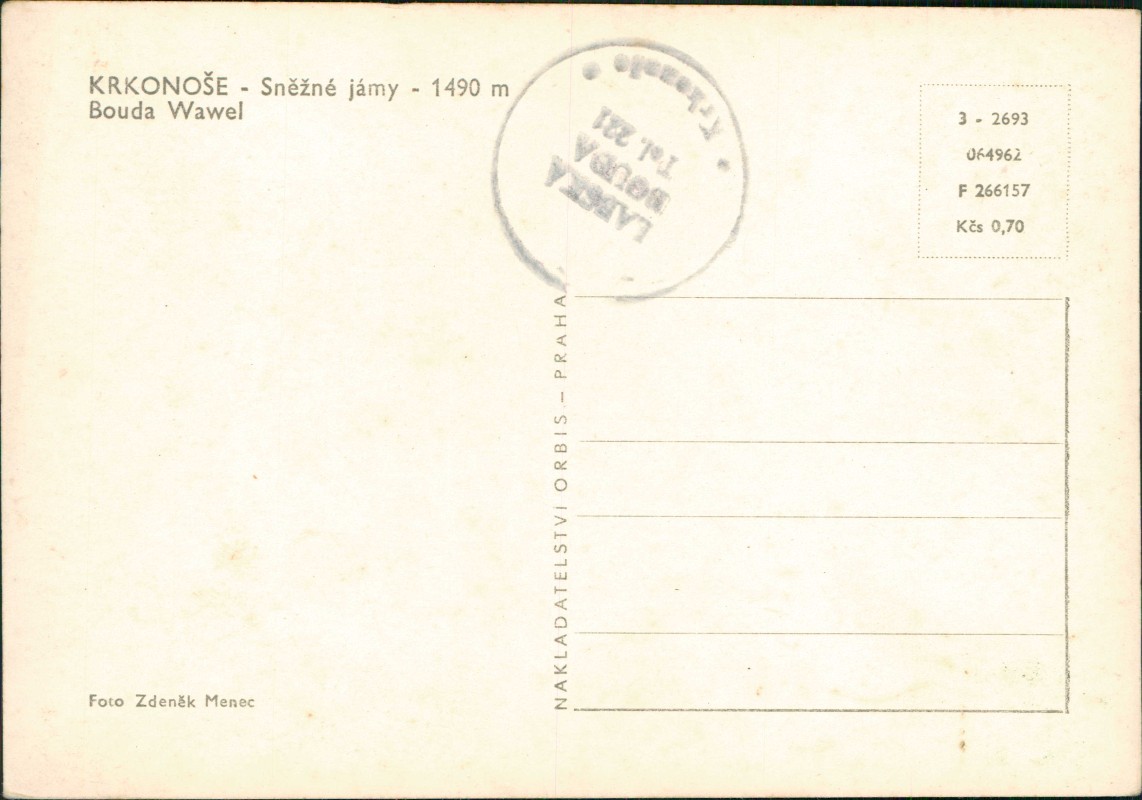 KRKONOŠE - Sněžné jámy - 1490 m
Bouda Wawel
LABSKÁ
BOUDA
Tel. 221
Krkonoše
3 - 2693
064962
F 266157
Kčs 0,70
NAKLADATELSTVÍ ORBIS - PRAHA
Foto Zdeněk Menec